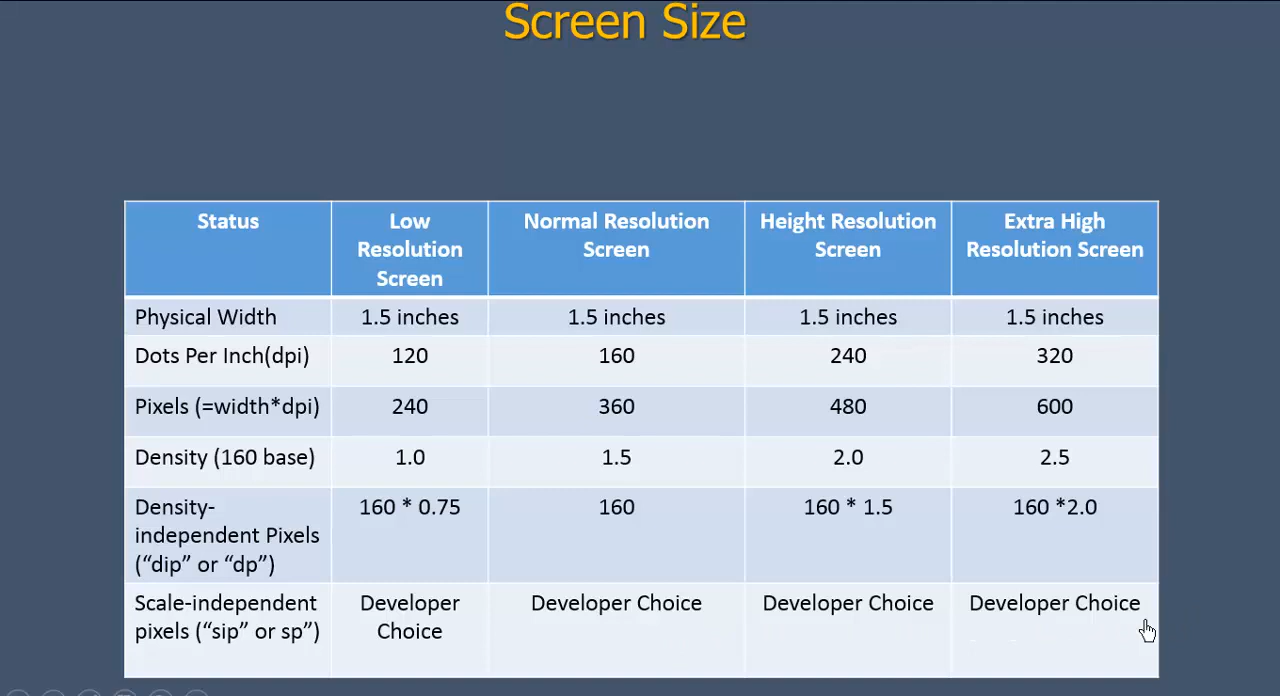 Screen Size
Status
Low
Resolution
Screen
Normal Resolution
Screen
Height Resolution
Screen
Extra High
Resolution Screen
Physical Width
1.5 inches
1.5 inches
1.5 inches
1.5 inches
Dots Per Inch(dpi)
120
160
240
320
Pixels (=width*dpi)
240
360
480
600
Density (160 base)
1.0
1.5
2.0
2.5
Density-
independent Pixels
(“dip” or “dp”)
160 * 0.75
160
160 * 1.5
160 *2.0
Scale-independent
pixels (“sip” or sp”)
Developer
Choice
Developer Choice
Developer Choice
Developer Choice